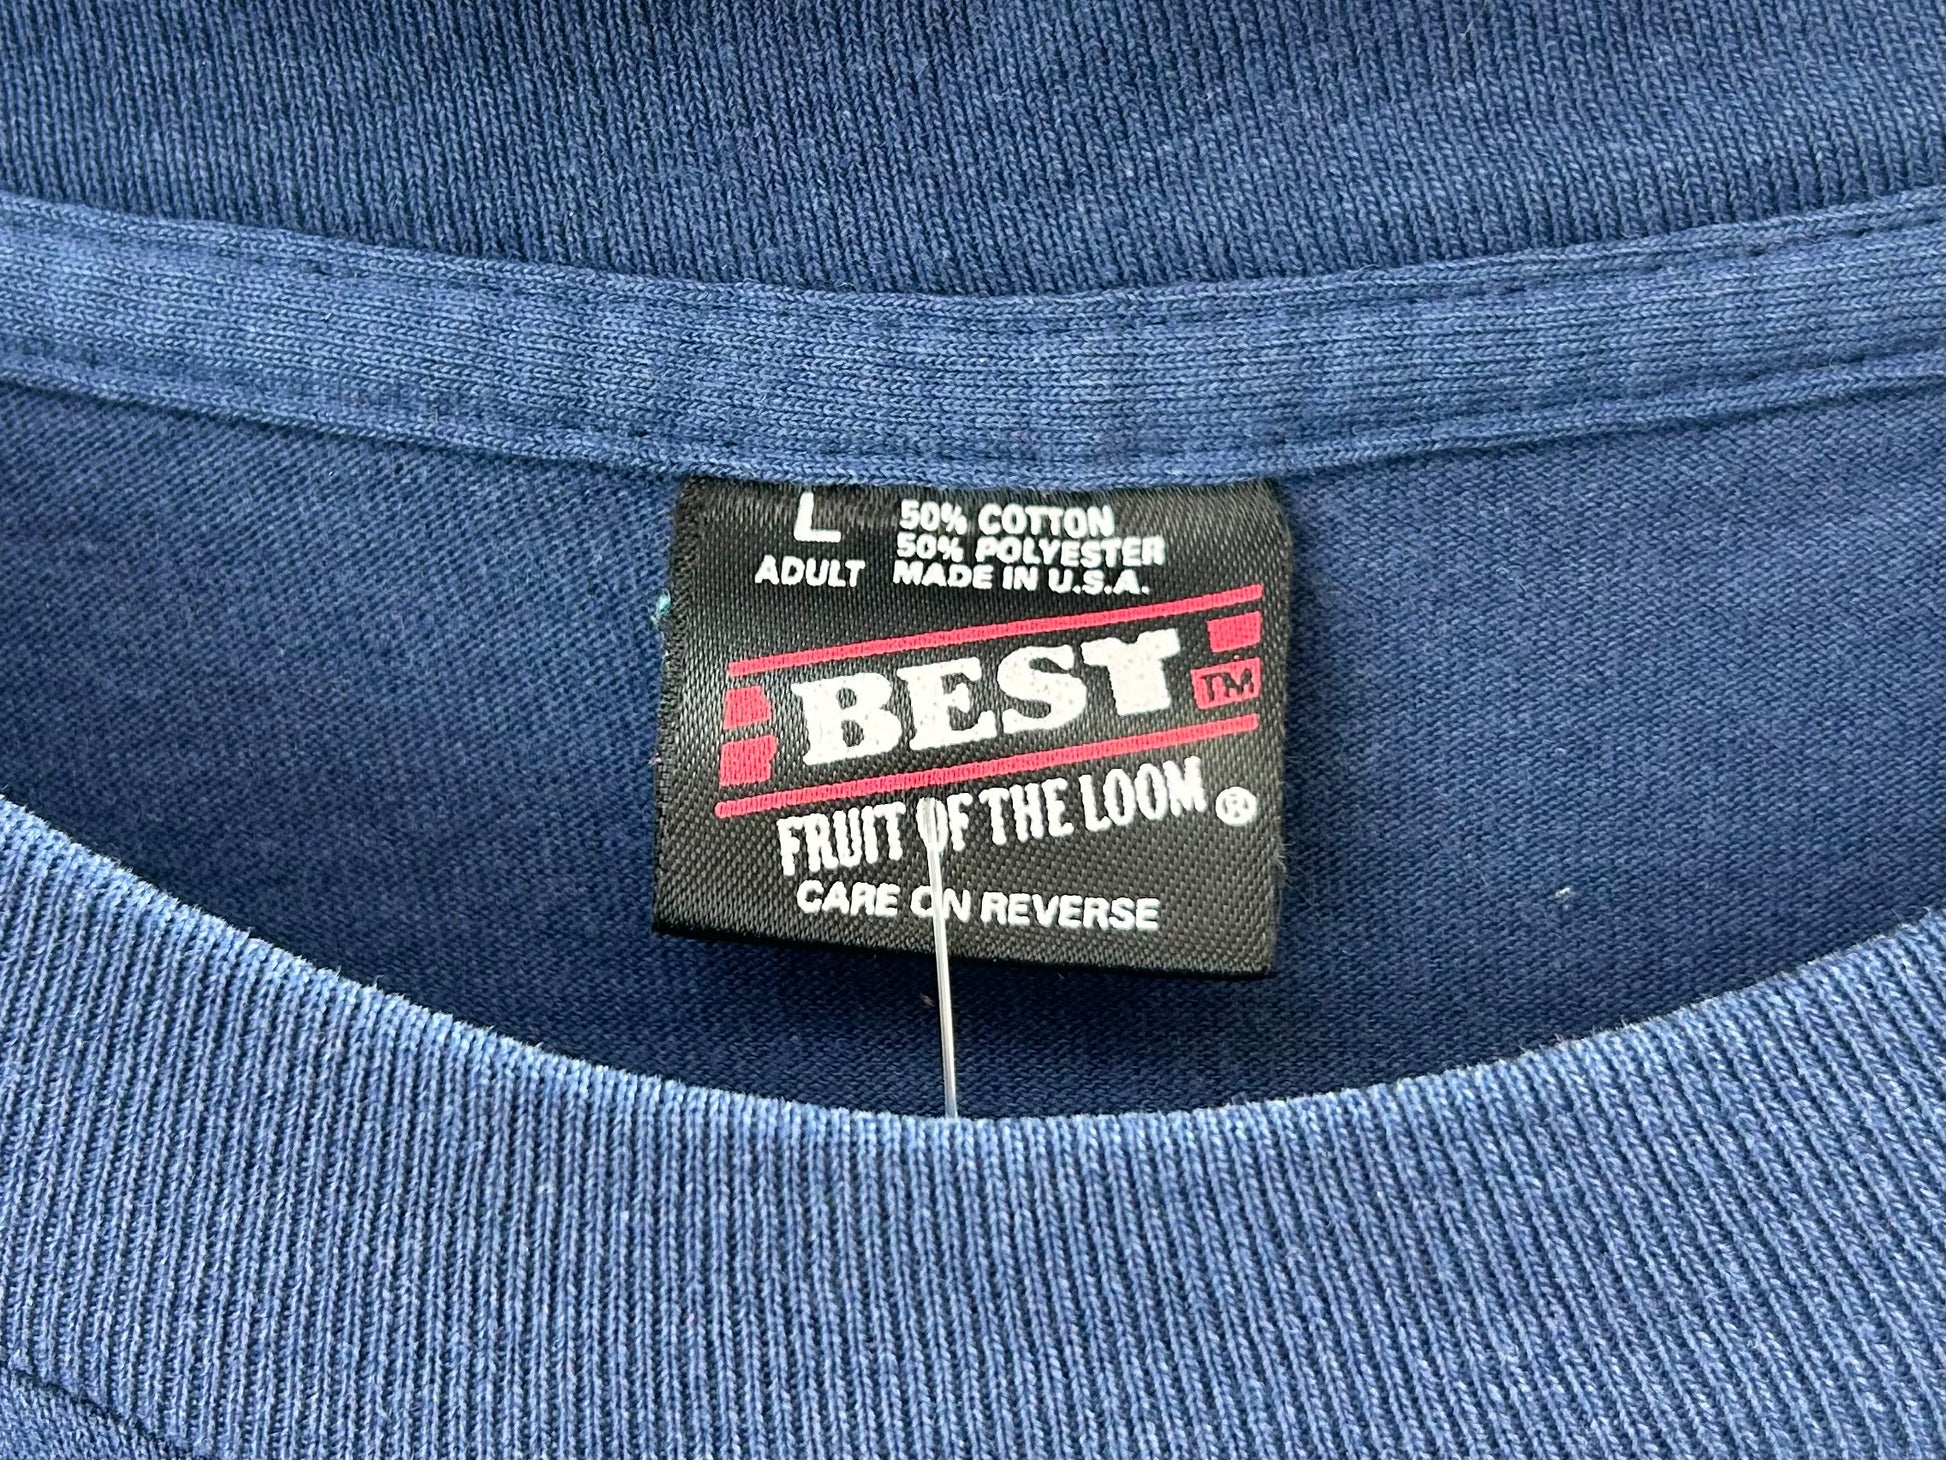 L
ADULT
50% COTTON
50% POLYESTER
MADE IN U.S.A.
BEST
TM
FRUIT OF THE LOOM ®
CARE ON REVERSE